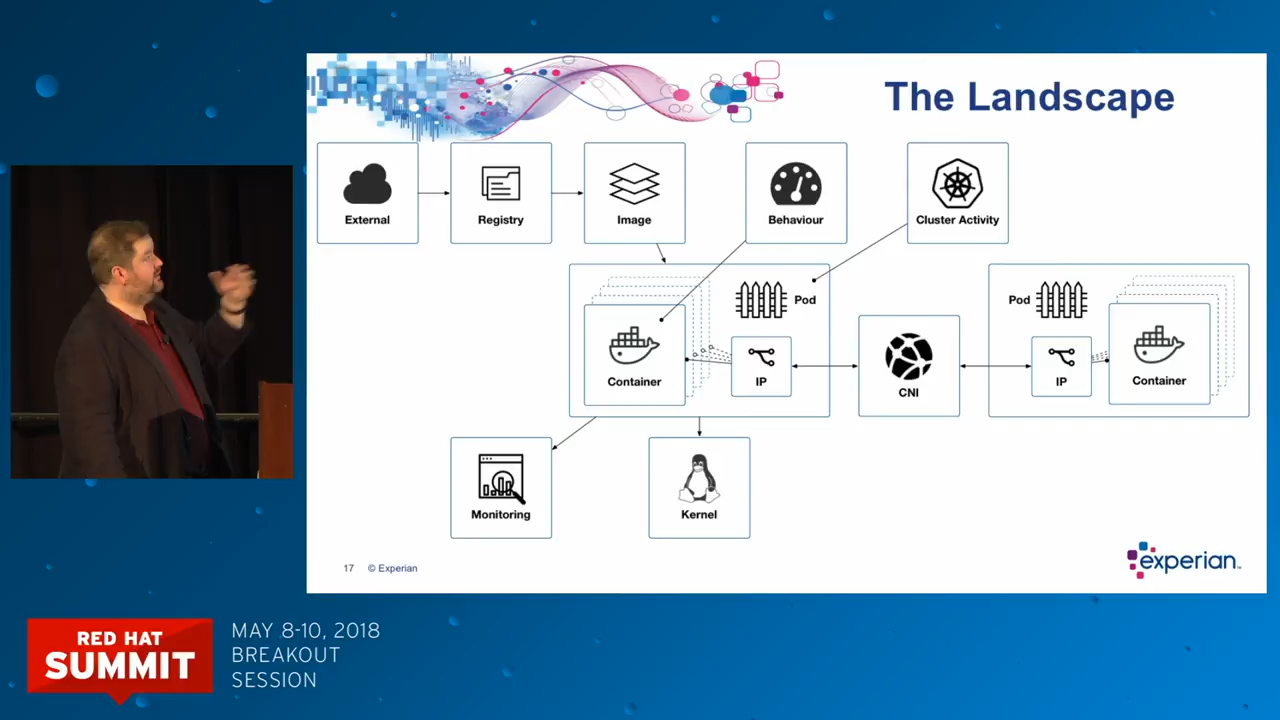 The Landscape
External
Registry
Image
Behaviour
Cluster Activity
Pod
Container
IP
CNI
Pod
IP
Container
Monitoring
Kernel
17 © Experian
experian™
RED HAT
SUMMIT
MAY 8-10, 2018
BREAKOUT
SESSION